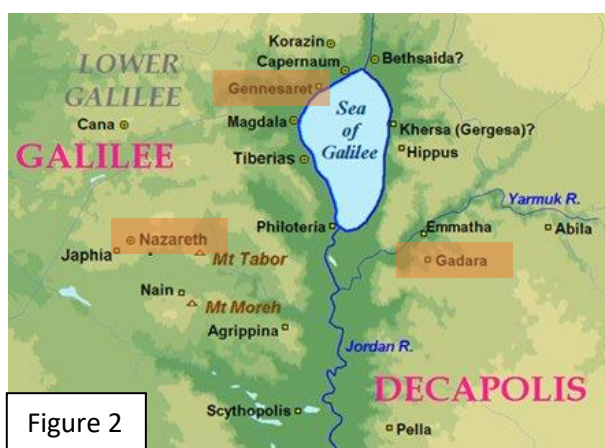 Korazin
LOWER
GALILEE
Capernaum
Bethsaida?
Gennesaret
Sea
of
Galilee
Cana
Magdala
Khersa (Gergesa)?
GALILEE
Tiberias
Hippus
Yarmuk R.
Philoteria
Emmatha
Abila
Nazareth
Japhia
Mt Tabor
Gadara
Nain
Mt Moreh
Agrippina
Jordan R.
DECAPOLIS
Scythopolis
Pella
Figure 2